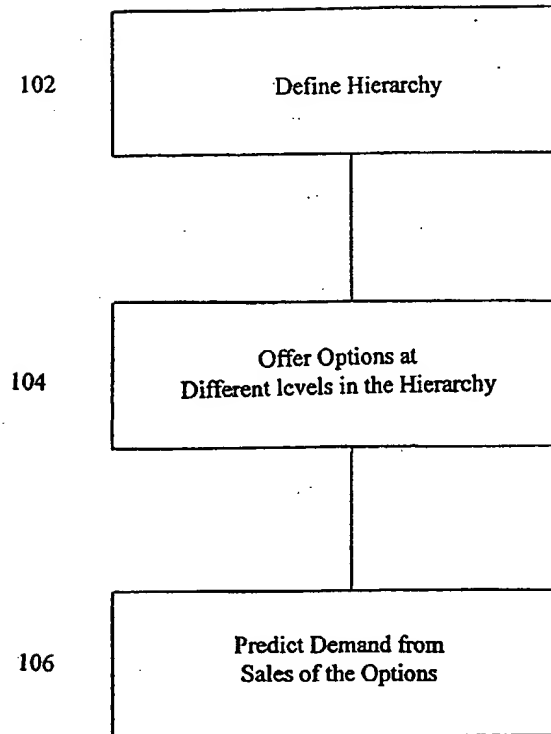 102
Define Hierarchy
104
Offer Options at
Different levels in the Hierarchy
106
Predict Demand from
Sales of the Options